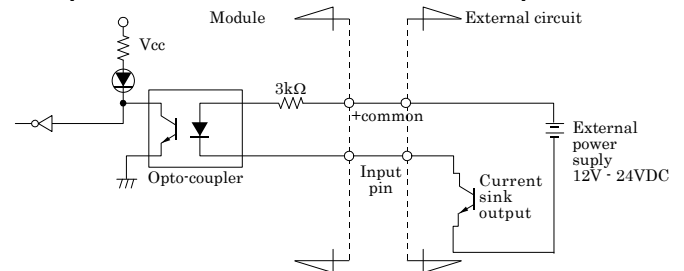 Module
External circuit
Vcc
3kΩ
+common
External
power
suply
12V - 24VDC
Opto-coupler
Input
pin
Current
sink
output